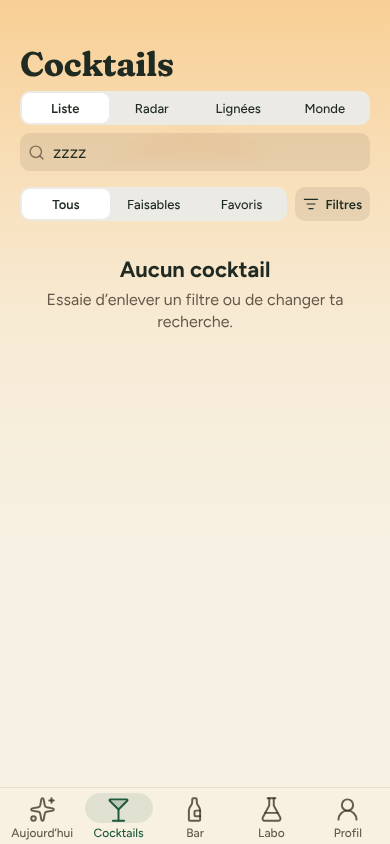 Cocktails
Liste Radar Lignées Monde
zzzz
Tous Faisables Favoris Filtres
Aucun cocktail
Essaie d’enlever un filtre ou de changer ta
recherche.
Aujourd’hui Cocktails Bar Labo Profil